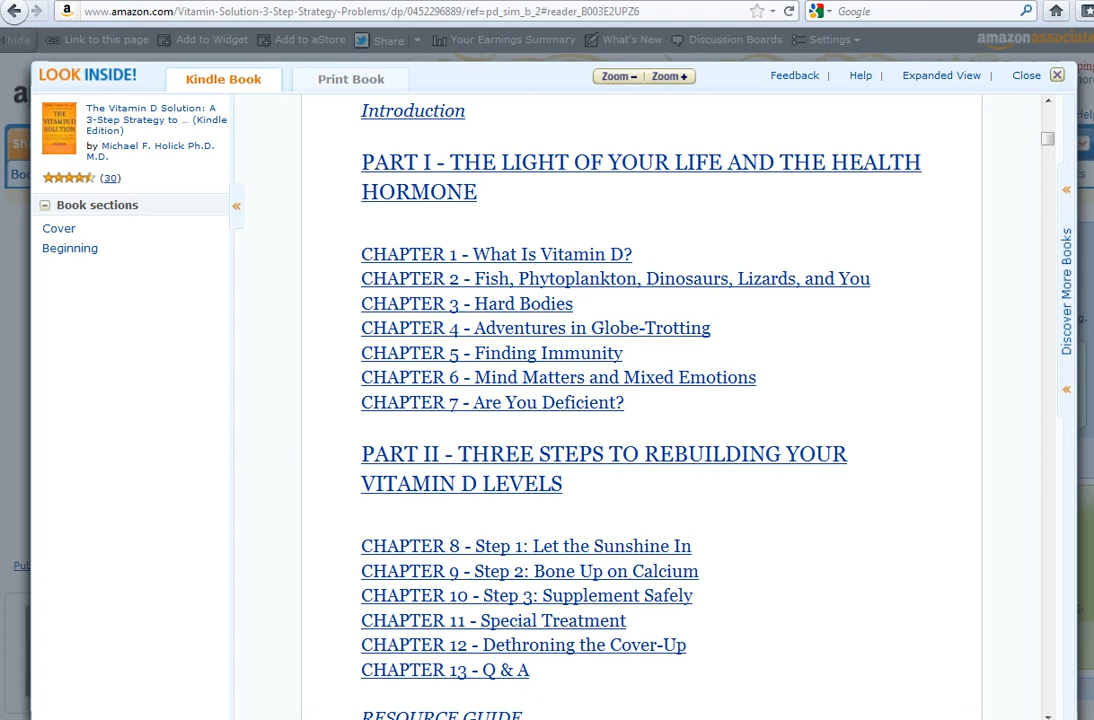 www.amazon.com/Vitamin-Solution-3-Step-Strategy-Problems/dp/0452296889/ref=pd_sim_b_2#reader_B003E2UPZ6
Google
hide
Link to this page
Add to Widget
Add to aStore
Share
Your Earnings Summary
What's New
Discussion Boards
Settings
amazonassociate
LOOK INSIDE!
Kindle Book
Print Book
Zoom -
Zoom +
Feedback |
Help |
Expanded View |
Close
THE VITAMIN D SOLUTION
The Vitamin D Solution: A
3-Step Strategy to ... (Kindle
Edition)
by Michael F. Holick Ph.D.
M.D.
(30)
Book sections
Cover
Beginning
Introduction
PART I - THE LIGHT OF YOUR LIFE AND THE HEALTH
HORMONE
CHAPTER 1 - What Is Vitamin D?
CHAPTER 2 - Fish, Phytoplankton, Dinosaurs, Lizards, and You
CHAPTER 3 - Hard Bodies
CHAPTER 4 - Adventures in Globe-Trotting
CHAPTER 5 - Finding Immunity
CHAPTER 6 - Mind Matters and Mixed Emotions
CHAPTER 7 - Are You Deficient?
PART II - THREE STEPS TO REBUILDING YOUR
VITAMIN D LEVELS
CHAPTER 8 - Step 1: Let the Sunshine In
CHAPTER 9 - Step 2: Bone Up on Calcium
CHAPTER 10 - Step 3: Supplement Safely
CHAPTER 11 - Special Treatment
CHAPTER 12 - Dethroning the Cover-Up
CHAPTER 13 - Q & A
RESOURCE GUIDE
Discover More Books